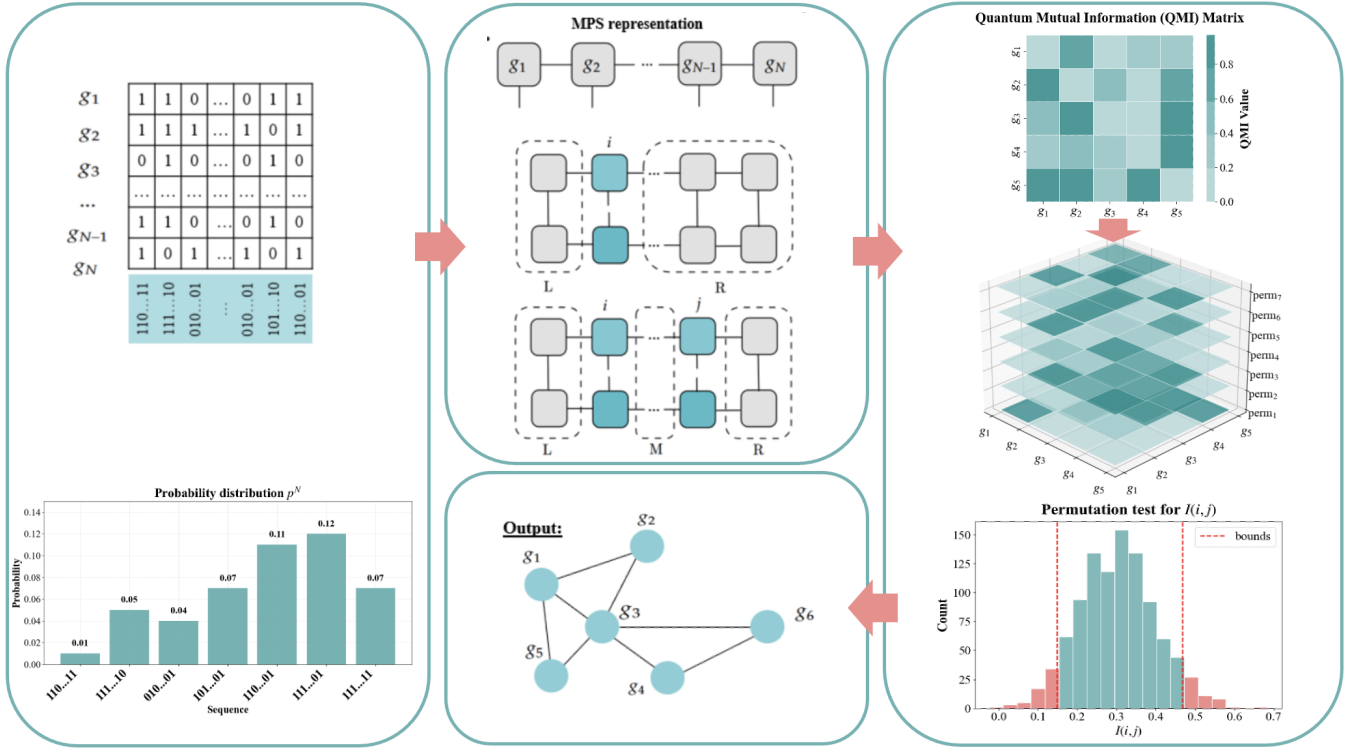 g1 1 1 0 ... 0 1 1
g2 1 1 1 ... 1 0 1
g3 0 1 0 ... 0 1 0
... ... ... ... ... ... ... ...
gN−1 1 1 0 ... 0 1 0
gN 1 0 1 ... 1 0 1
110...11 111...10 010...01 ... 010...01 101...10 110...01
Probability distribution p^N
Probability
0.14
0.12
0.10
0.08
0.06
0.04
0.02
0.00
0.01 0.05 0.04 0.07 0.11 0.12 0.07
110...11 111...10 010...01 101...01 110...01 111...01 111...11
Sequence
MPS representation
g1 g2 ... gN−1 gN
i
...
...
L R
i j
...
...
L M R
Output:
g2
g1
g3
g6
g5
g4
Quantum Mutual Information (QMI) Matrix
g1
g2
g3
g4
g5
g1 g2 g3 g4 g5
0.8
0.6
0.4
0.2
0.0
QMI Value
perm7
perm6
perm5
perm4
perm3
perm2
perm1
g1 g2 g3 g4 g5
g1 g2 g3 g4 g5
Permutation test for I(i, j)
bounds
Count
150
125
100
75
50
25
0
0.0 0.1 0.2 0.3 0.4 0.5 0.6 0.7
I(i, j)